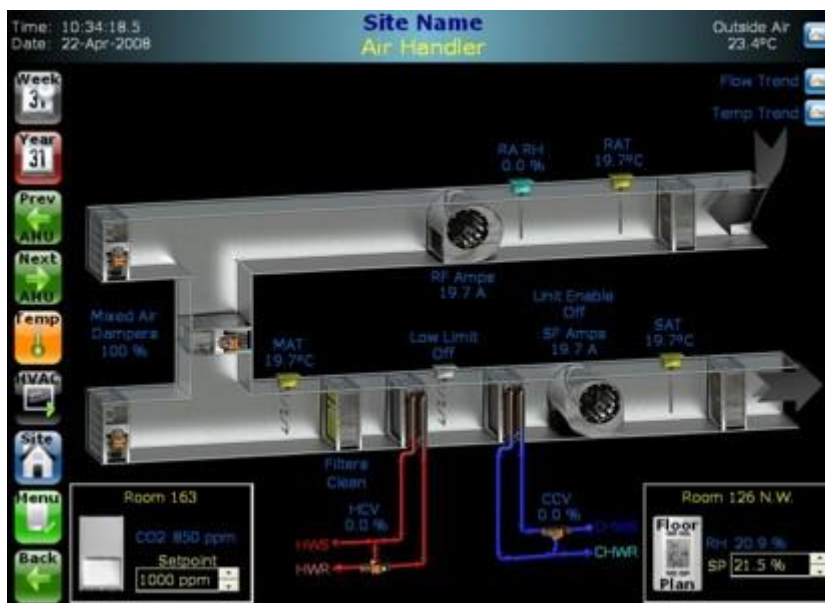 Time: 10:34:18.5
Date: 22-Apr-2008
Site Name
Air Handler
Outside Air
23.4°C
Flow Trend
Temp Trend
Week
31
Year
31
Prev
AHU
Next
AHU
Temp
HVAC
Site
Menu
Back
RA RH
0.0 %
RAT
19.7°C
RF Amps
19.7 A
Mixed Air
Dampers
100 %
MAT
19.7°C
Low Limit
Off
Unit Enable
Off
SF Amps
19.7 A
SAT
19.7°C
Filters
Clean
HCV
0.0 %
HWS
HWR
CCV
0.0 %
CHWS
CHWR
Room 163
CO2 850 ppm
Setpoint
1000 ppm
Room 126 N.W.
Floor
Plan
RH 20.9 %
SP 21.5 %